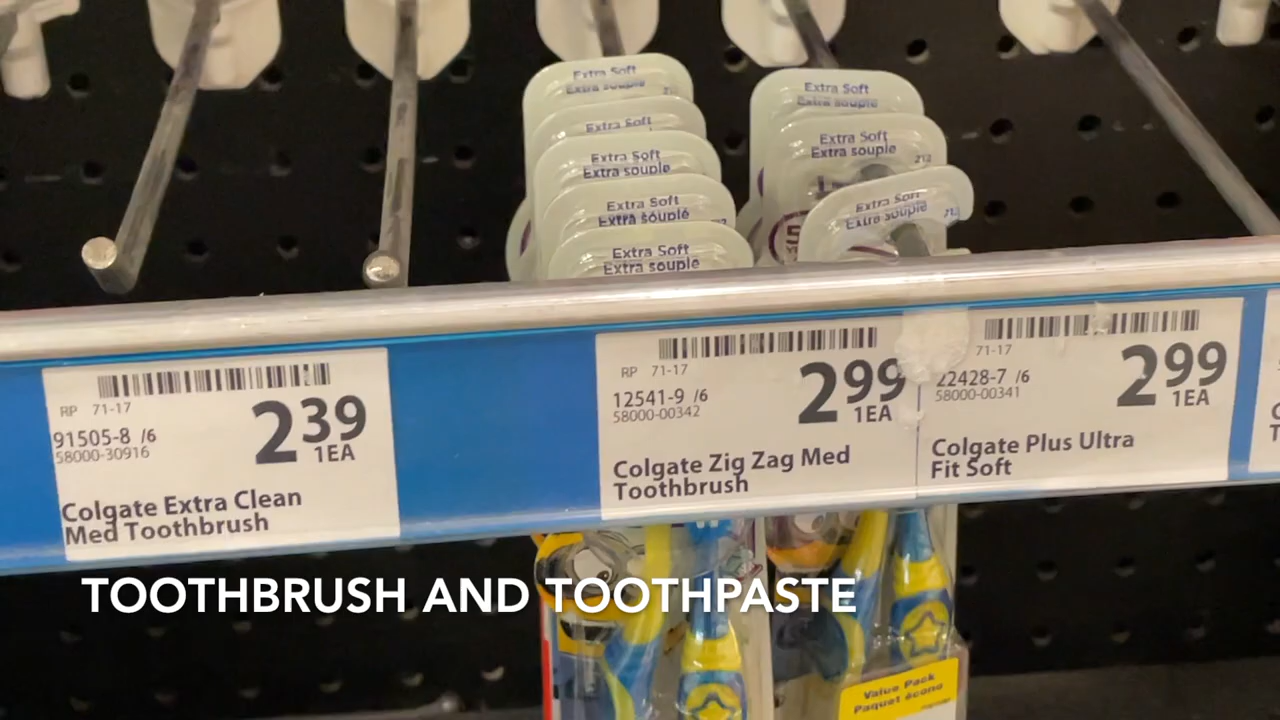 Extra Soft
Extra souple
Extra Soft
Extra Soft
Extra souple
Extra Soft
Extra souple
Extra Soft
Extra souple
Extra Soft
Extra souple
Extra Soft
Extra souple
212
Extra Soft
Extra souple
5
RP 71-17
91505-8 /6
58000-30916
2 39
1EA
Colgate Extra Clean
Med Toothbrush
RP 71-17
12541-9 /6
58000-00342
2 99
1EA
Colgate Zig Zag Med
Toothbrush
71-17
22428-7 /6
58000-00341
2 99
1EA
Colgate Plus Ultra
Fit Soft
TOOTHBRUSH AND TOOTHPASTE
Value Pack
Paquet écono